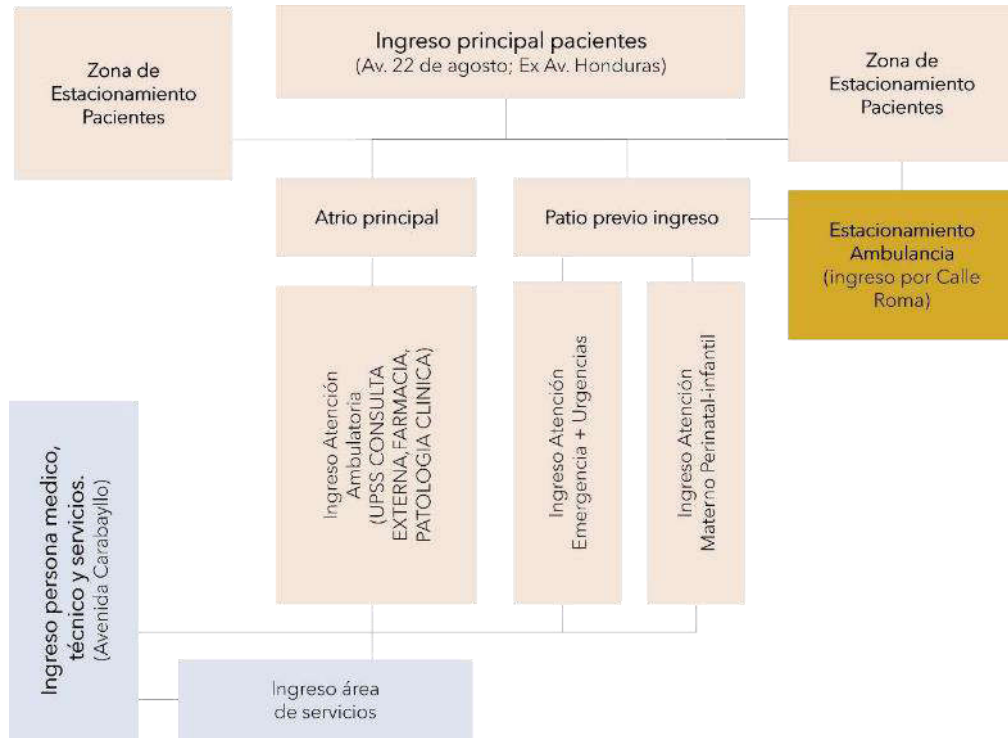 Ingreso principal pacientes
(Av. 22 de agosto; Ex Av. Honduras)
Zona de
Estacionamiento
Pacientes
Zona de
Estacionamiento
Pacientes
Atrio principal
Patio previo ingreso
Estacionamiento
Ambulancia
(ingreso por Calle
Roma)
Ingreso Atención
Ambulatoria
(UPSS CONSULTA
EXTERNA, FARMACIA,
PATOLOGIA CLINICA)
Ingreso Atención
Emergencia + Urgencias
Ingreso Atención
Materno Perinatal-infantil
Ingreso persona medico,
técnico y servicios.
(Avenida Carabayllo)
Ingreso área
de servicios